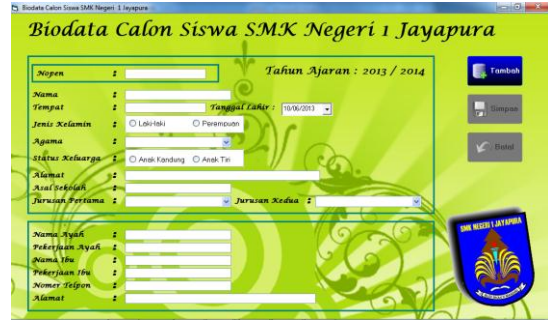 Biodata Calon Siswa SMK Negeri 1 Jayapura
Biodata Calon Siswa SMK Negeri 1 Jayapura
Nopen :
Tahun Ajaran : 2013 / 2014
Nama :
Tempat :
Tanggal Lahir : 10/06/2013
Jenis Kelamin : Laki-laki Perempuan
Agama :
Status Keluarga : Anak Kandung Anak Tiri
Alamat :
Asal Sekolah :
Jurusan Pertama : Jurusan Kedua :
Nama Ayah :
Pekerjaan Ayah :
Nama Ibu :
Pekerjaan Ibu :
Nomer Telpon :
Alamat :
Tambah
Simpan
Batal
SMK NEGERI 1 JAYAPURA